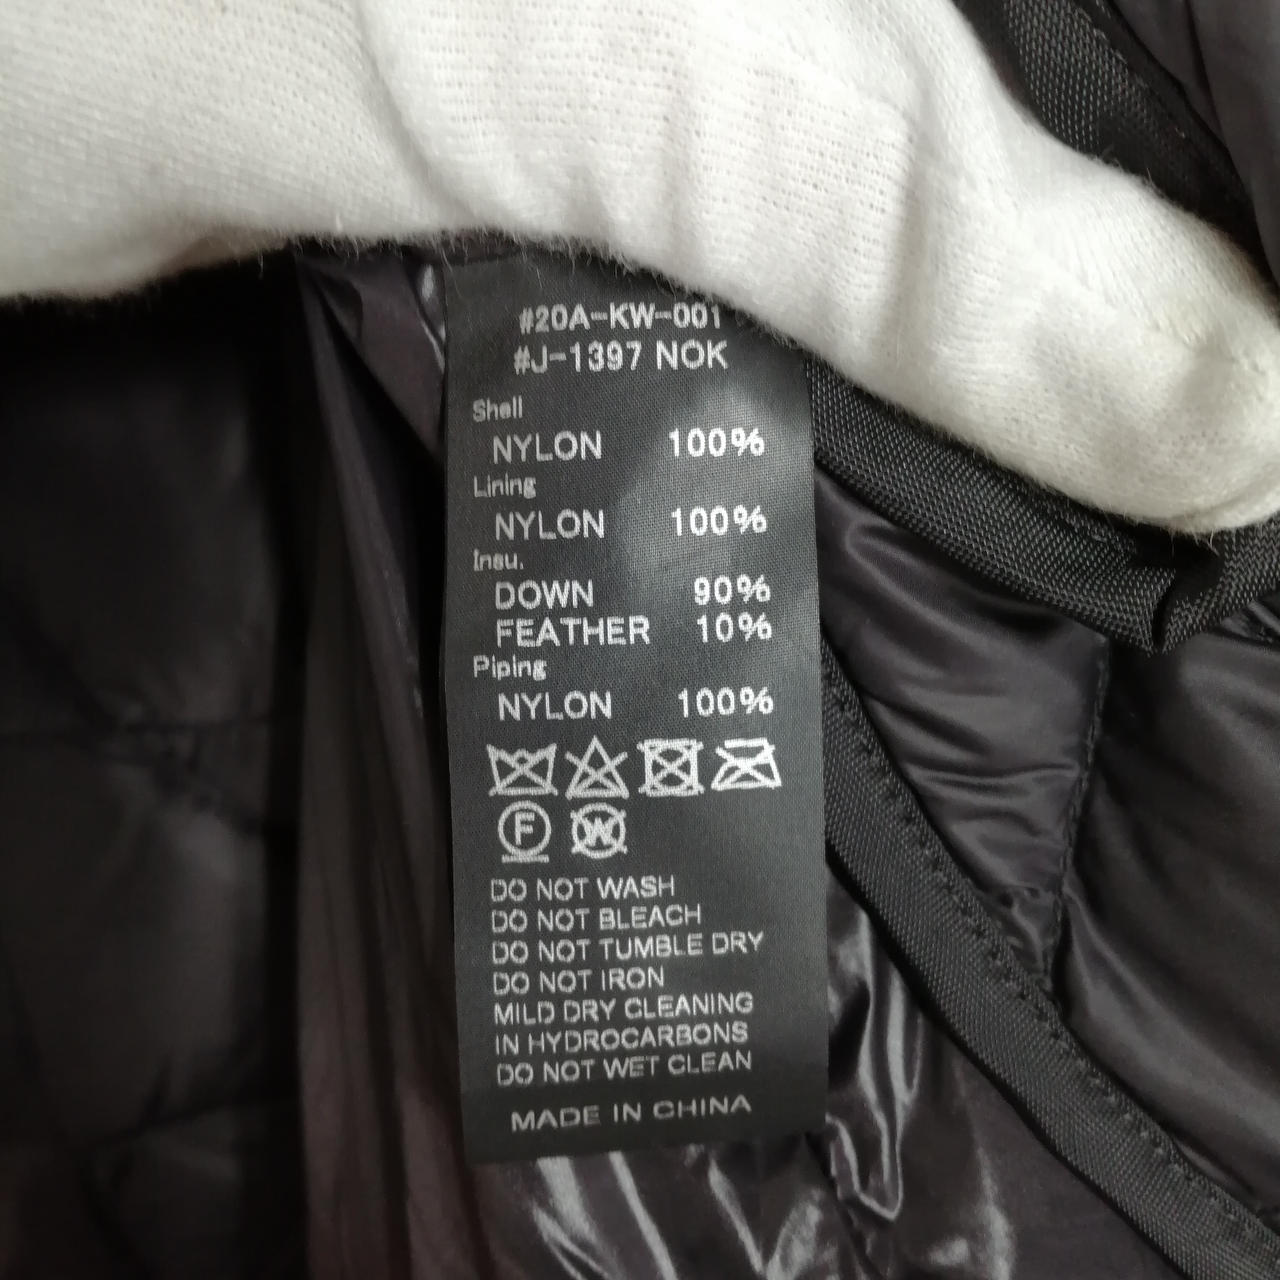 #20A-KW-001
#J-1397 NOK
Shell
NYLON 100%
Lining
NYLON 100%
Insu.
DOWN 90%
FEATHER 10%
Piping
NYLON 100%
F W
DO NOT WASH
DO NOT BLEACH
DO NOT TUMBLE DRY
DO NOT IRON
MILD DRY CLEANING
IN HYDROCARBONS
DO NOT WET CLEAN
MADE IN CHINA